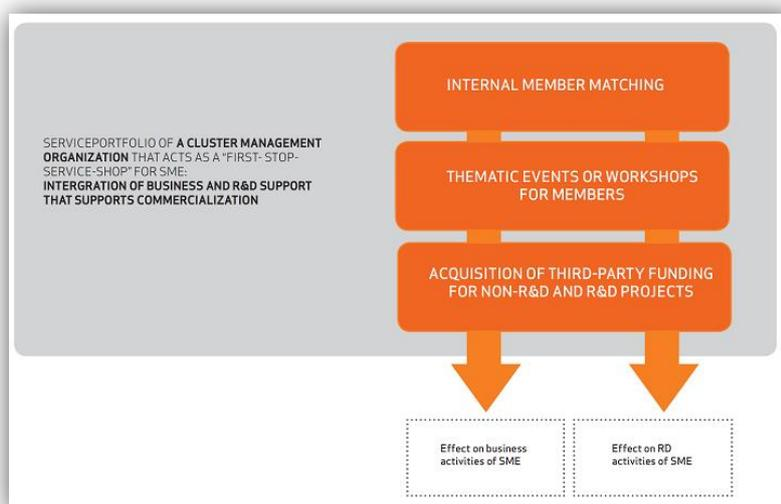 SERVICEPORTFOLIO OF A CLUSTER MANAGEMENT
ORGANIZATION THAT ACTS AS A "FIRST- STOP-
SERVICE-SHOP" FOR SME:
INTERGRATION OF BUSINESS AND R&D SUPPORT
THAT SUPPORTS COMMERCIALIZATION
INTERNAL MEMBER MATCHING
THEMATIC EVENTS OR WORKSHOPS
FOR MEMBERS
ACQUISITION OF THIRD-PARTY FUNDING
FOR NON-R&D AND R&D PROJECTS
Effect on business
activities of SME
Effect on RD
activities of SME